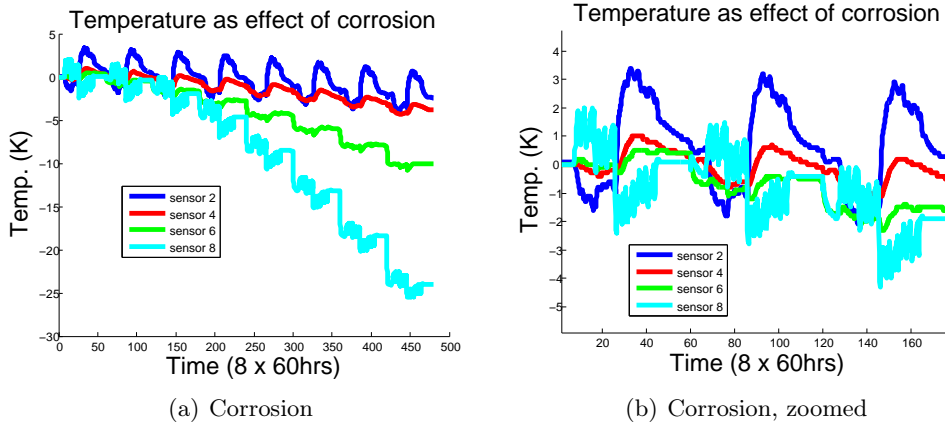 Temperature as effect of corrosion
5
0
−5
−10
−15
−20
−25
−30
Temp. (K)
sensor 2
sensor 4
sensor 6
sensor 8
0 50 100 150 200 250 300 350 400 450 500
Time (8 x 60hrs)
(a) Corrosion
Temperature as effect of corrosion
4
3
2
1
0
−1
−2
−3
−4
−5
Temp. (K)
sensor 2
sensor 4
sensor 6
sensor 8
20 40 60 80 100 120 140 160
Time (8 x 60hrs)
(b) Corrosion, zoomed